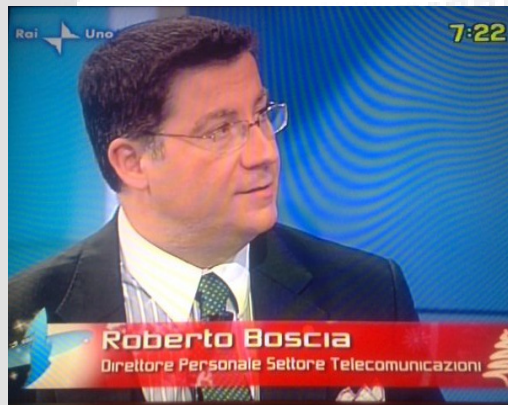 Rai Uno
7:22
Roberto Boscia
Direttore Personale Settore Telecomunicazioni